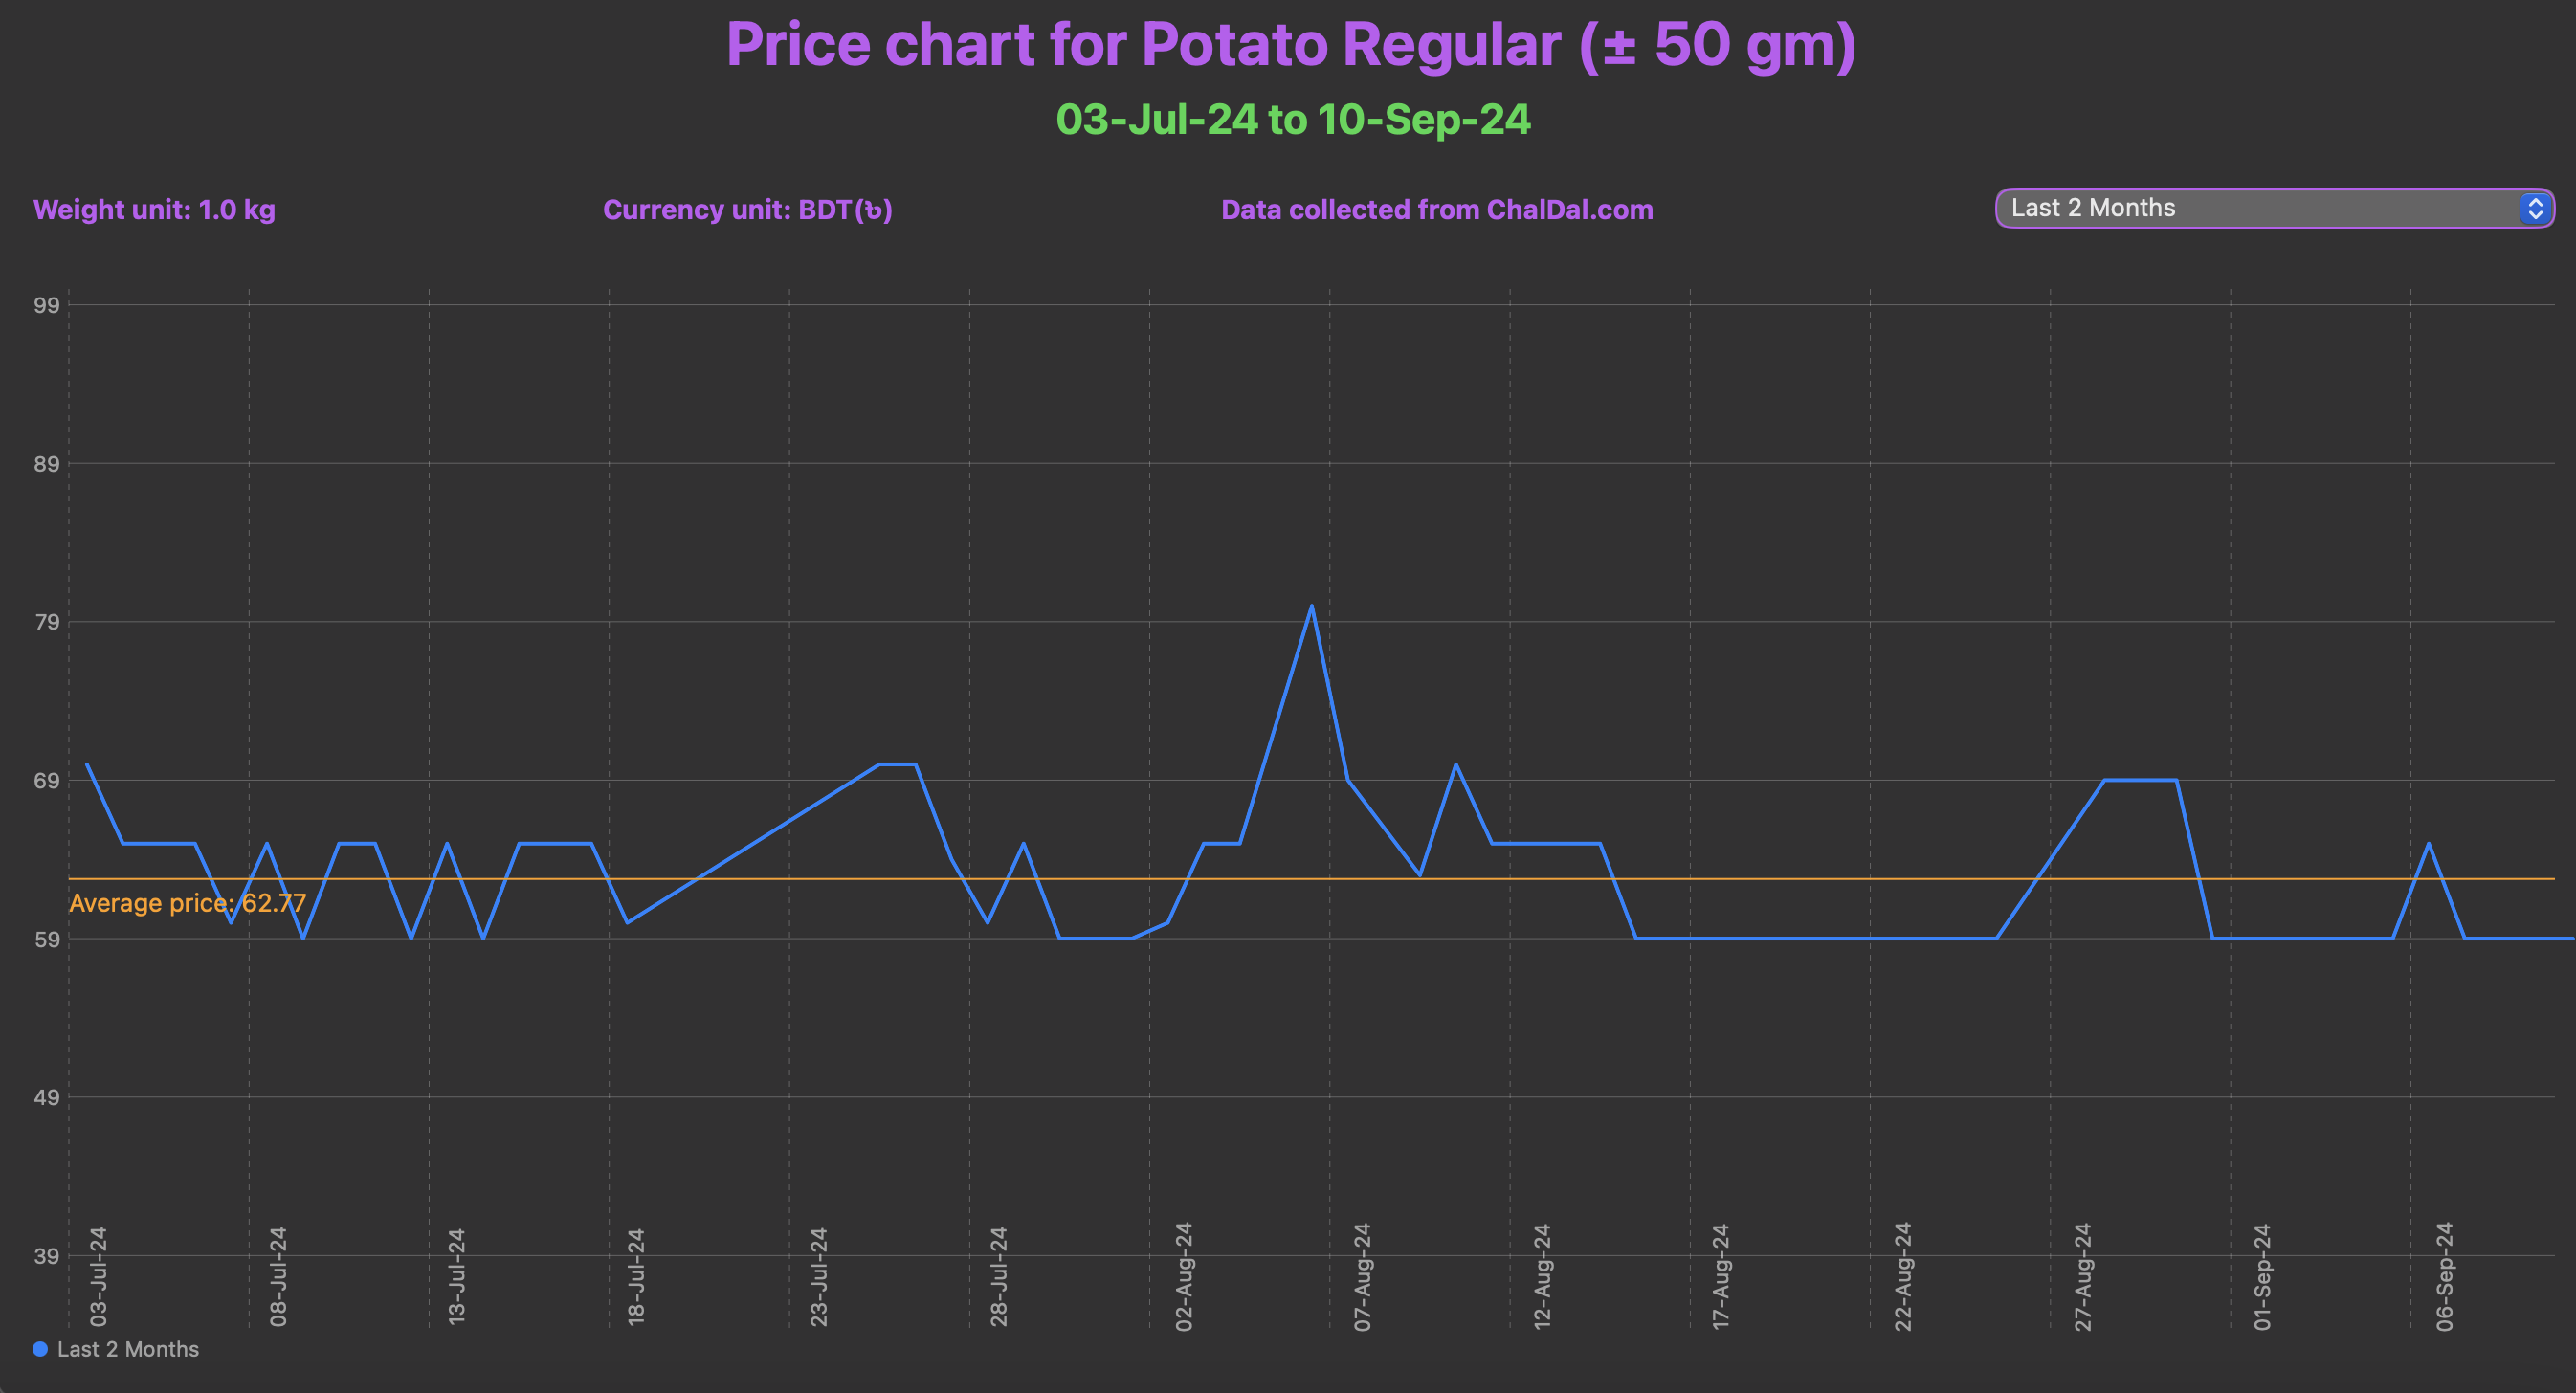 Price chart for Potato Regular (± 50 gm)
03-Jul-24 to 10-Sep-24
Weight unit: 1.0 kg
Currency unit: BDT(৳)
Data collected from ChalDal.com
Last 2 Months
99
89
79
69
Average price: 62.77
59
49
39
03-Jul-24
08-Jul-24
13-Jul-24
18-Jul-24
23-Jul-24
28-Jul-24
02-Aug-24
07-Aug-24
12-Aug-24
17-Aug-24
22-Aug-24
27-Aug-24
01-Sep-24
06-Sep-24
Last 2 Months